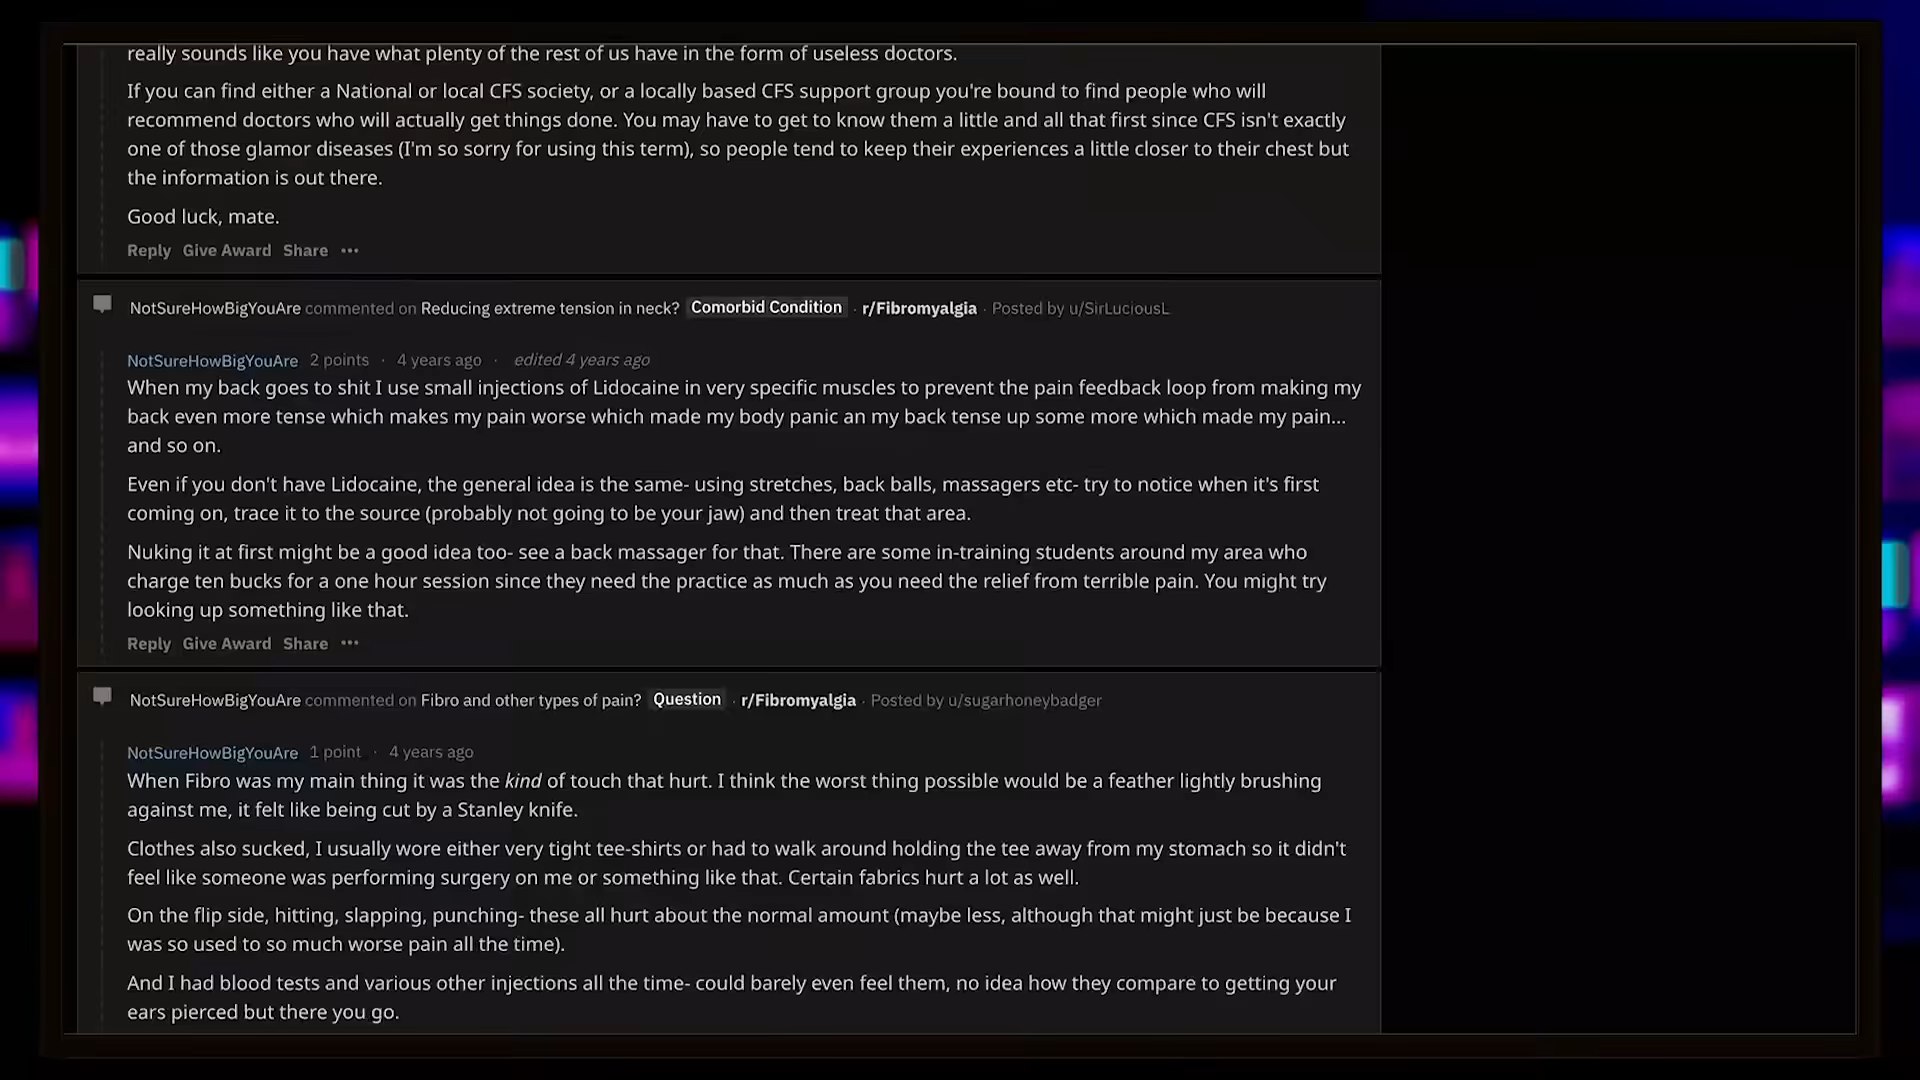 really sounds like you have what plenty of the rest of us have in the form of useless doctors.
If you can find either a National or local CFS society, or a locally based CFS support group you're bound to find people who will
recommend doctors who will actually get things done. You may have to get to know them a little and all that first since CFS isn't exactly
one of those glamor diseases (I'm so sorry for using this term), so people tend to keep their experiences a little closer to their chest but
the information is out there.
Good luck, mate.
Reply Give Award Share ···
NotSureHowBigYouAre commented on Reducing extreme tension in neck? Comorbid Condition · r/Fibromyalgia · Posted by u/SirLuciousL
NotSureHowBigYouAre 2 points · 4 years ago · edited 4 years ago
When my back goes to shit I use small injections of Lidocaine in very specific muscles to prevent the pain feedback loop from making my
back even more tense which makes my pain worse which made my body panic an my back tense up some more which made my pain...
and so on.
Even if you don't have Lidocaine, the general idea is the same- using stretches, back balls, massagers etc- try to notice when it's first
coming on, trace it to the source (probably not going to be your jaw) and then treat that area.
Nuking it at first might be a good idea too- see a back massager for that. There are some in-training students around my area who
charge ten bucks for a one hour session since they need the practice as much as you need the relief from terrible pain. You might try
looking up something like that.
Reply Give Award Share ···
NotSureHowBigYouAre commented on Fibro and other types of pain? Question · r/Fibromyalgia · Posted by u/sugarhoneybadger
NotSureHowBigYouAre 1 point · 4 years ago
When Fibro was my main thing it was the kind of touch that hurt. I think the worst thing possible would be a feather lightly brushing
against me, it felt like being cut by a Stanley knife.
Clothes also sucked, I usually wore either very tight tee-shirts or had to walk around holding the tee away from my stomach so it didn't
feel like someone was performing surgery on me or something like that. Certain fabrics hurt a lot as well.
On the flip side, hitting, slapping, punching- these all hurt about the normal amount (maybe less, although that might just be because I
was so used to so much worse pain all the time).
And I had blood tests and various other injections all the time- could barely even feel them, no idea how they compare to getting your
ears pierced but there you go.